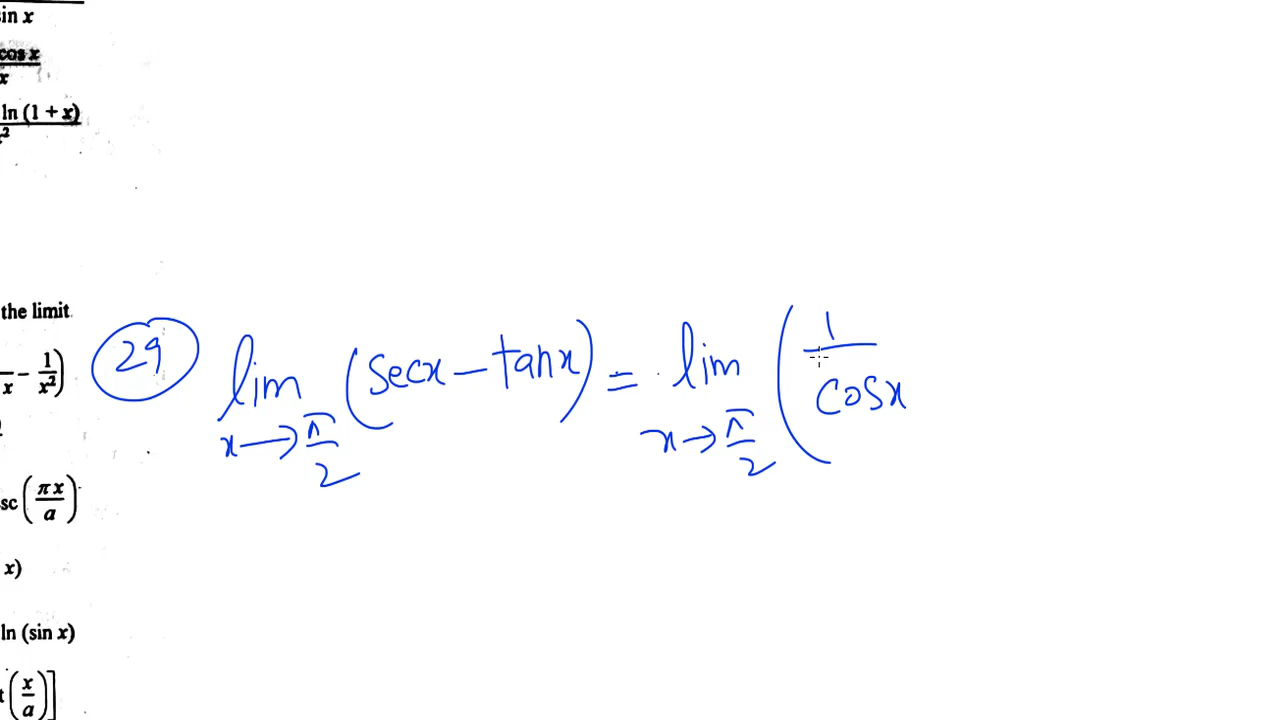 sin x
cos x
x
ln (1 + x)
x²
the limit.
x − 1/x²)
29 lim x→π/2 (secx − tanx) = lim x→π/2 (1/cosx
sc (πx/a)
x)
ln (sin x)
t(x/a)]